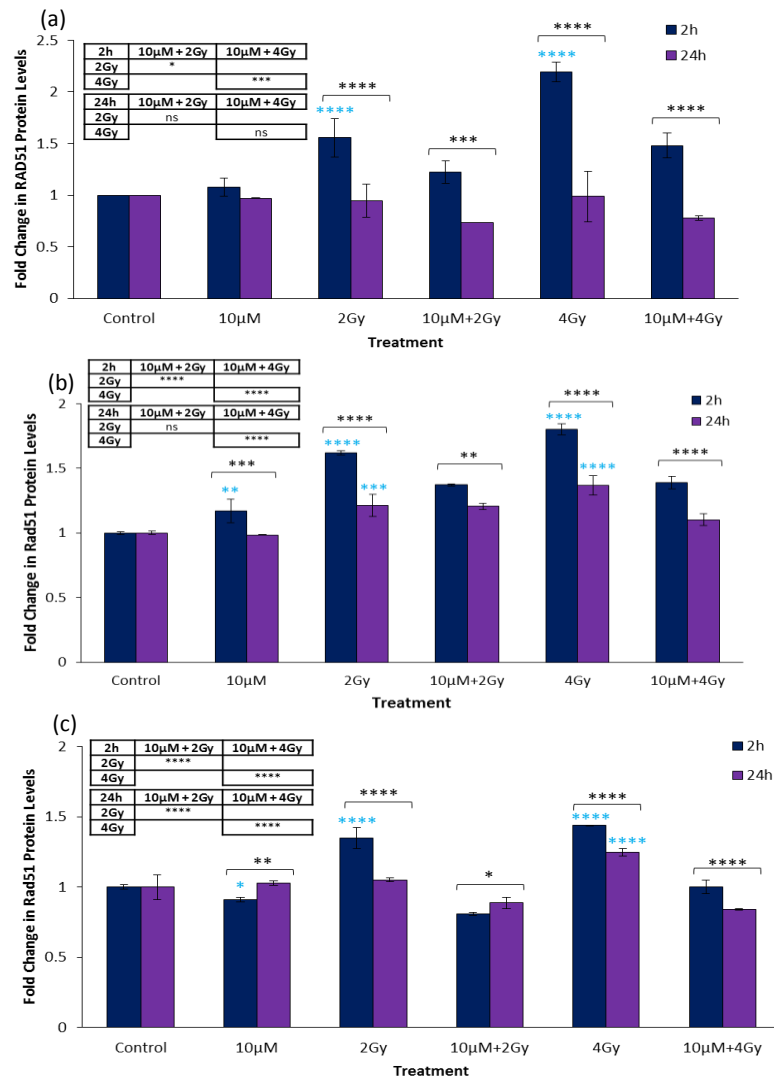 (a)
2h 10µM + 2Gy 10µM + 4Gy
2Gy *
4Gy ***
24h 10µM + 2Gy 10µM + 4Gy
2Gy ns
4Gy ns
2h
24h
Fold Change in RAD51 Protein Levels
2.5
2
1.5
1
0.5
0
****
****
***
****
****
****
Control 10µM 2Gy 10µM+2Gy 4Gy 10µM+4Gy
Treatment
(b)
2h 10µM + 2Gy 10µM + 4Gy
2Gy ****
4Gy ****
24h 10µM + 2Gy 10µM + 4Gy
2Gy ns
4Gy ****
2h
24h
Fold Change in Rad51 Protein Levels
2
1.5
1
0.5
0
***
**
****
****
***
**
****
****
****
****
Control 10µM 2Gy 10µM+2Gy 4Gy 10µM+4Gy
Treatment
(c)
2h 10µM + 2Gy 10µM + 4Gy
2Gy ****
4Gy ****
24h 10µM + 2Gy 10µM + 4Gy
2Gy ****
4Gy ****
2h
24h
Fold Change in Rad51 Protein Levels
2
1.5
1
0.5
0
**
*
****
****
*
****
****
****
****
Control 10µM 2Gy 10µM+2Gy 4Gy 10µM+4Gy
Treatment